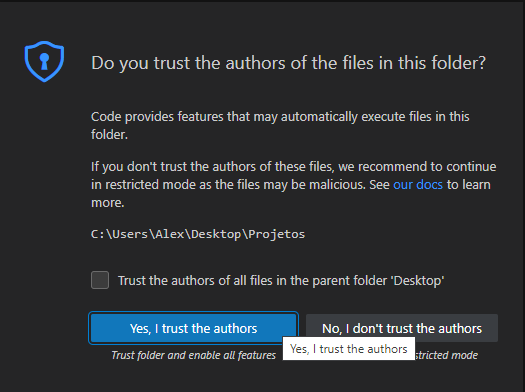 Do you trust the authors of the files in this folder?
Code provides features that may automatically execute files in this
folder.
If you don't trust the authors of these files, we recommend to continue
in restricted mode as the files may be malicious. See our docs to learn
more.
C:\Users\Alex\Desktop\Projetos
Trust the authors of all files in the parent folder 'Desktop'
Yes, I trust the authors
No, I don't trust the authors
Yes, I trust the authors
Trust folder and enable all features
stricted mode